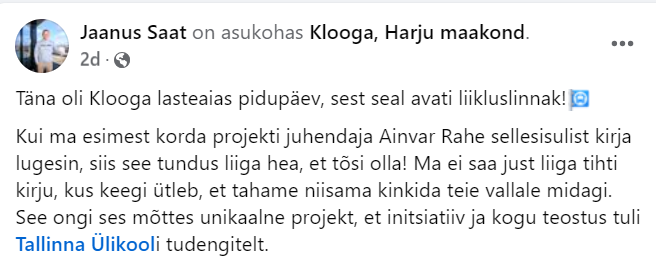 Jaanus Saat on asukohas Klooga, Harju maakond.
2d ·
Täna oli Klooga lasteaias pidupäev, sest seal avati liikluslinnak!
Kui ma esimest korda projekti juhendaja Ainvar Rahe sellesisulist kirja
lugesin, siis see tundus liiga hea, et tõsi olla! Ma ei saa just liiga tihti
kirju, kus keegi ütleb, et tahame niisama kinkida teie vallale midagi.
See ongi ses mõttes unikaalne projekt, et initsiatiiv ja kogu teostus tuli
Tallinna Ülikooli tudengitelt.